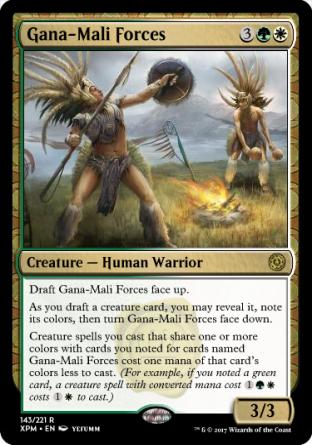 Gana-Mali Forces 3
Creature — Human Warrior
Draft Gana-Mali Forces face up.
As you draft a creature card, you may reveal it, note
its colors, then turn Gana-Mali Forces face down.
Creature spells you cast that share one or more
colors with cards you noted for cards named
Gana-Mali Forces cost one mana of that card's
colors less to cast. (For example, if you noted a
green card, a creature spell with converted mana cost 1
costs 1 to cast.)
3/3
143/221 R
XPM • EN YEFUMM
™ & © 2017 Wizards of the Coast